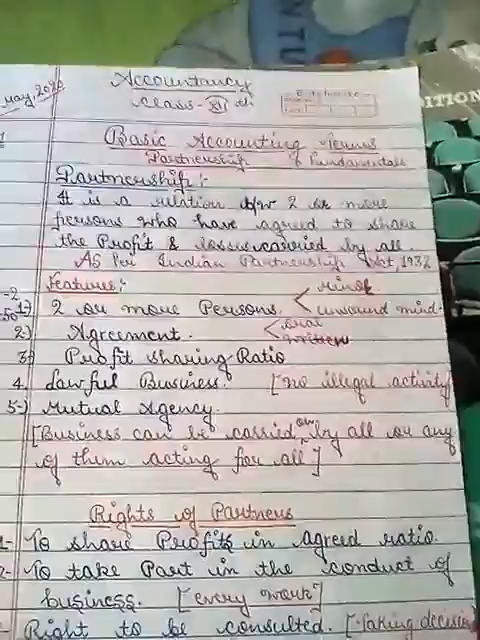 May, 2020
Accountancy
Class - XI th
ITION
Basic Accounting Terms
Partnership Fundamentals
Partnership :
It is a relation b/w 2 or more
persons who have agreed to share
the Profit & losses carried by all.
As per Indian Partnership Act, 1932
Features :
1) 2 or more Persons. < minor unsound mind
2) Agreement. < oral written
3) Profit sharing Ratio
4. Lawful Business. [no illegal activity
5-) Mutual Agency.
[Business can be carried on by all or any
of them acting for all]
Rights of Partners
1- To share Profits in agreed ratio.
2- To take Part in the conduct of
business. [every work]
Right to be consulted. [Taking decision